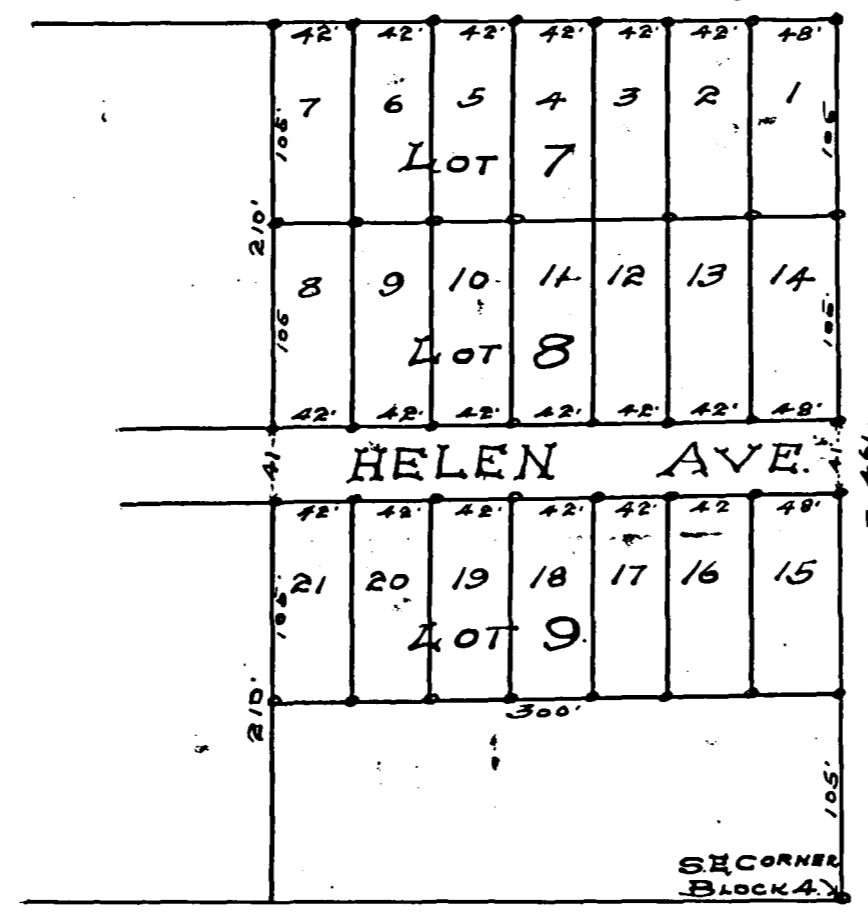 42' 42' 42' 42' 42' 42' 48'
7 6 5 4 3 2 1
105' 105
LOT 7
210'
8 9 10 11 12 13 14
105 105
LOT 8
42' 42' 42' 42' 42' 42' 48'
41 HELEN AVE. 41
42' 42' 42' 42' 42' 42 48'
21 20 19 18 17 16 15
105'
LOT 9
210' 300'
105'
S.E. CORNER
BLOCK 4.